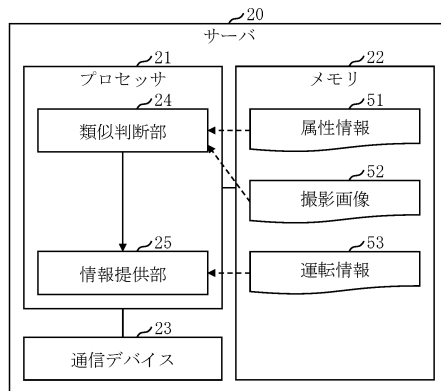 20
サーバ
21
プロセッサ
22
メモリ
24
類似判断部
51
属性情報
52
撮影画像
25
情報提供部
53
運転情報
23
通信デバイス